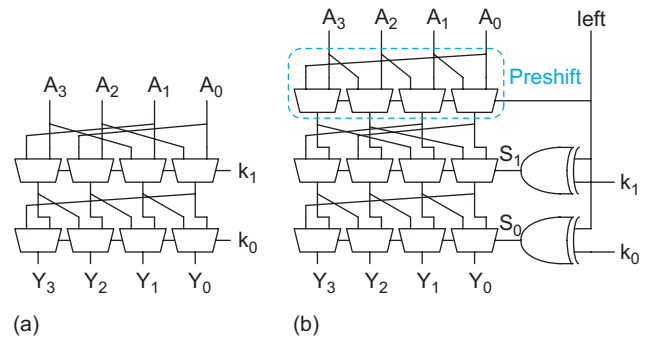 A3 A2 A1 A0 left
Preshift
A3 A2 A1 A0
S1
k1
k1
S0
k0
k0
Y3 Y2 Y1 Y0
Y3 Y2 Y1 Y0
(a)
(b)